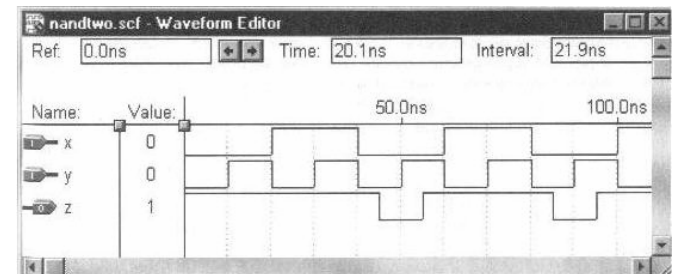 nandtwo.scf - Waveform Editor
Ref: 0.0ns Time: 20.1ns Interval: 21.9ns
Name: Value: 50.0ns 100.0ns
x 0
y 0
z 1